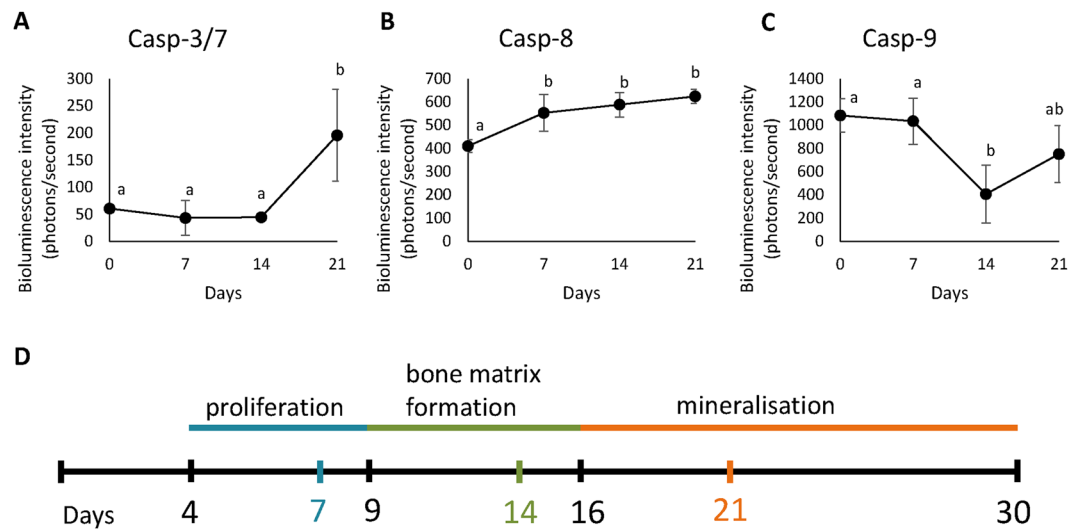 A
Casp-3/7
Bioluminescence intensity
(photons/second)
300
250
200
150
100
50
0
a
a
a
b
0 7 14 21
Days
B
Casp-8
Bioluminescence intensity
(photons/second)
700
600
500
400
300
200
100
0
a
b
b
b
0 7 14 21
Days
C
Casp-9
Bioluminescence intensity
(photons/second)
1400
1200
1000
800
600
400
200
0
a
a
b
ab
0 7 14 21
Days
D
proliferation
bone matrix
formation
mineralisation
Days 4 7 9 14 16 21 30